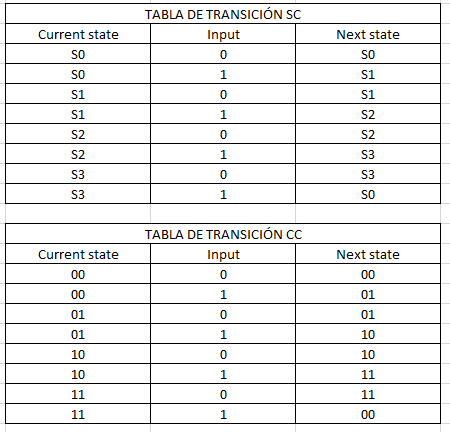 TABLA DE TRANSICIÓN SC
Current state Input Next state
S0 0 S0
S0 1 S1
S1 0 S1
S1 1 S2
S2 0 S2
S2 1 S3
S3 0 S3
S3 1 S0
TABLA DE TRANSICIÓN CC
Current state Input Next state
00 0 00
00 1 01
01 0 01
01 1 10
10 0 10
10 1 11
11 0 11
11 1 00